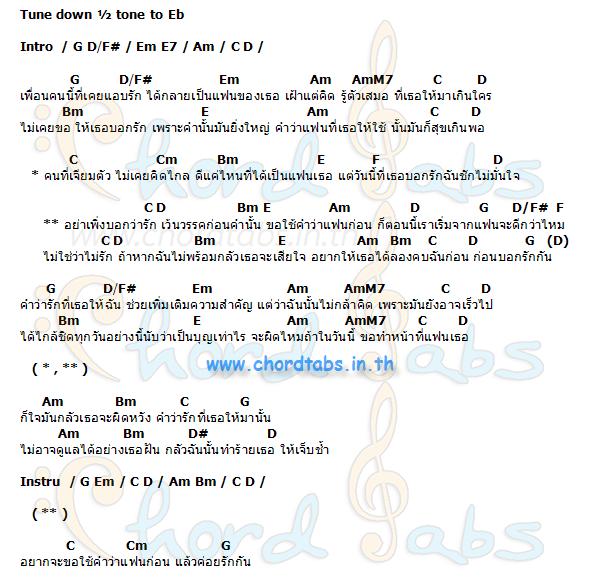 Tune down ½ tone to Eb
Intro / G D/F# / Em E7 / Am / C D /
G D/F# Em Am AmM7 C D
เพื่อนคนนี้ที่เคยแอบรัก ได้กลายเป็นแฟนของเธอ เฝ้าแต่คิด รู้ตัวเสมอ ที่เธอให้มาเกินใคร
Bm E Am C D
ไม่เคยขอ ให้เธอบอกรัก เพราะคำนั้นมันยิ่งใหญ่ คำว่าแฟนที่เธอให้ใช้ นั้นมันก็สุขเกินพอ
C Cm Bm E F D
* คนที่เจียมตัว ไม่เคยคิดไกล ดีแค่ไหนที่ได้เป็นแฟนเธอ แต่วันนี้ที่เธอบอกรักฉันชักไม่มั่นใจ
C D Bm E Am D G D/F# F
** อย่าเพิ่งบอกว่ารัก เว้นวรรคก่อนคำนั้น ขอใช้คำว่าแฟนก่อน ก็ตอนนี้เราเริ่มจากแฟนจะดีกว่าไหม
C D Bm E Am Bm C D G (D)
ไม่ใช่ว่าไม่รัก ถ้าหากฉันไม่พร้อมกลัวเธอจะเสียใจ อยากให้เธอได้ลองคบฉันก่อน ก่อนบอกรักกัน
G D/F# Em Am AmM7 C D
คำว่ารักที่เธอให้ฉัน ช่วยเพิ่มเติมความสำคัญ แต่ว่าฉันนั้นไม่กล้าคิด เพราะมันยังอาจเร็วไป
Bm E Am AmM7 C D
ได้ใกล้ชิดทุกวันอย่างนี้นับว่าเป็นบุญเท่าไร จะผิดไหมถ้าในวันนี้ ขอทำหน้าที่แฟนเธอ
www.chordtabs.in.th
( * , ** )
Am Bm C G
ก็ใจมันกลัวเธอจะผิดหวัง คำว่ารักที่เธอให้มานั้น
Am Bm D# D
ไม่อาจดูแลได้อย่างเธอฝัน กลัวฉันนั้นทำร้ายเธอ ให้เจ็บช้ำ
Instru / G Em / C D / Am Bm / C D /
( ** )
C Cm G
อยากจะขอใช้คำว่าแฟนก่อน แล้วค่อยรักกัน